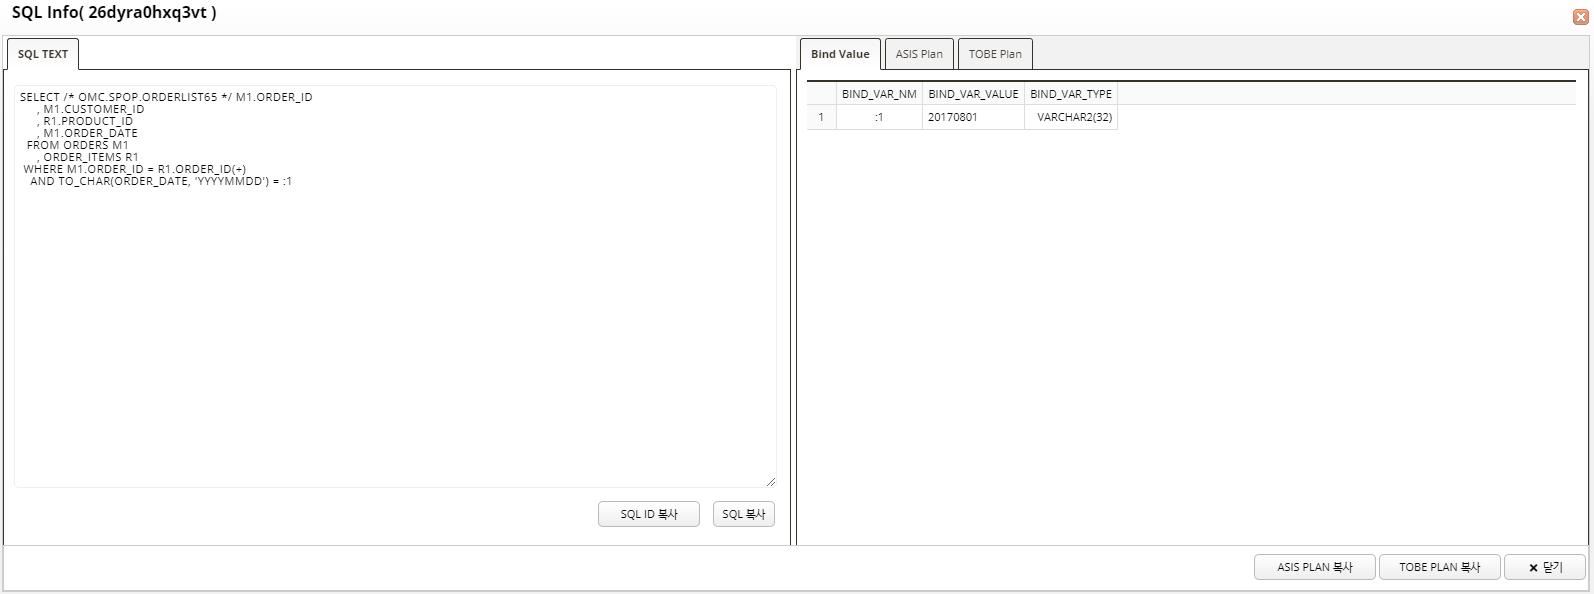 SQL Info( 26dyra0hxq3vt )
SQL TEXT
SELECT /* OMC.SPOP.ORDERLIST65 */ M1.ORDER_ID
, M1.CUSTOMER_ID
, R1.PRODUCT_ID
, M1.ORDER_DATE
FROM ORDERS M1
, ORDER_ITEMS R1
WHERE M1.ORDER_ID = R1.ORDER_ID(+)
AND TO_CHAR(ORDER_DATE, 'YYYYMMDD') = :1
SQL ID 복사 SQL 복사
Bind Value ASIS Plan TOBE Plan
BIND_VAR_NM BIND_VAR_VALUE BIND_VAR_TYPE
1 :1 20170801 VARCHAR2(32)
ASIS PLAN 복사 TOBE PLAN 복사 × 닫기